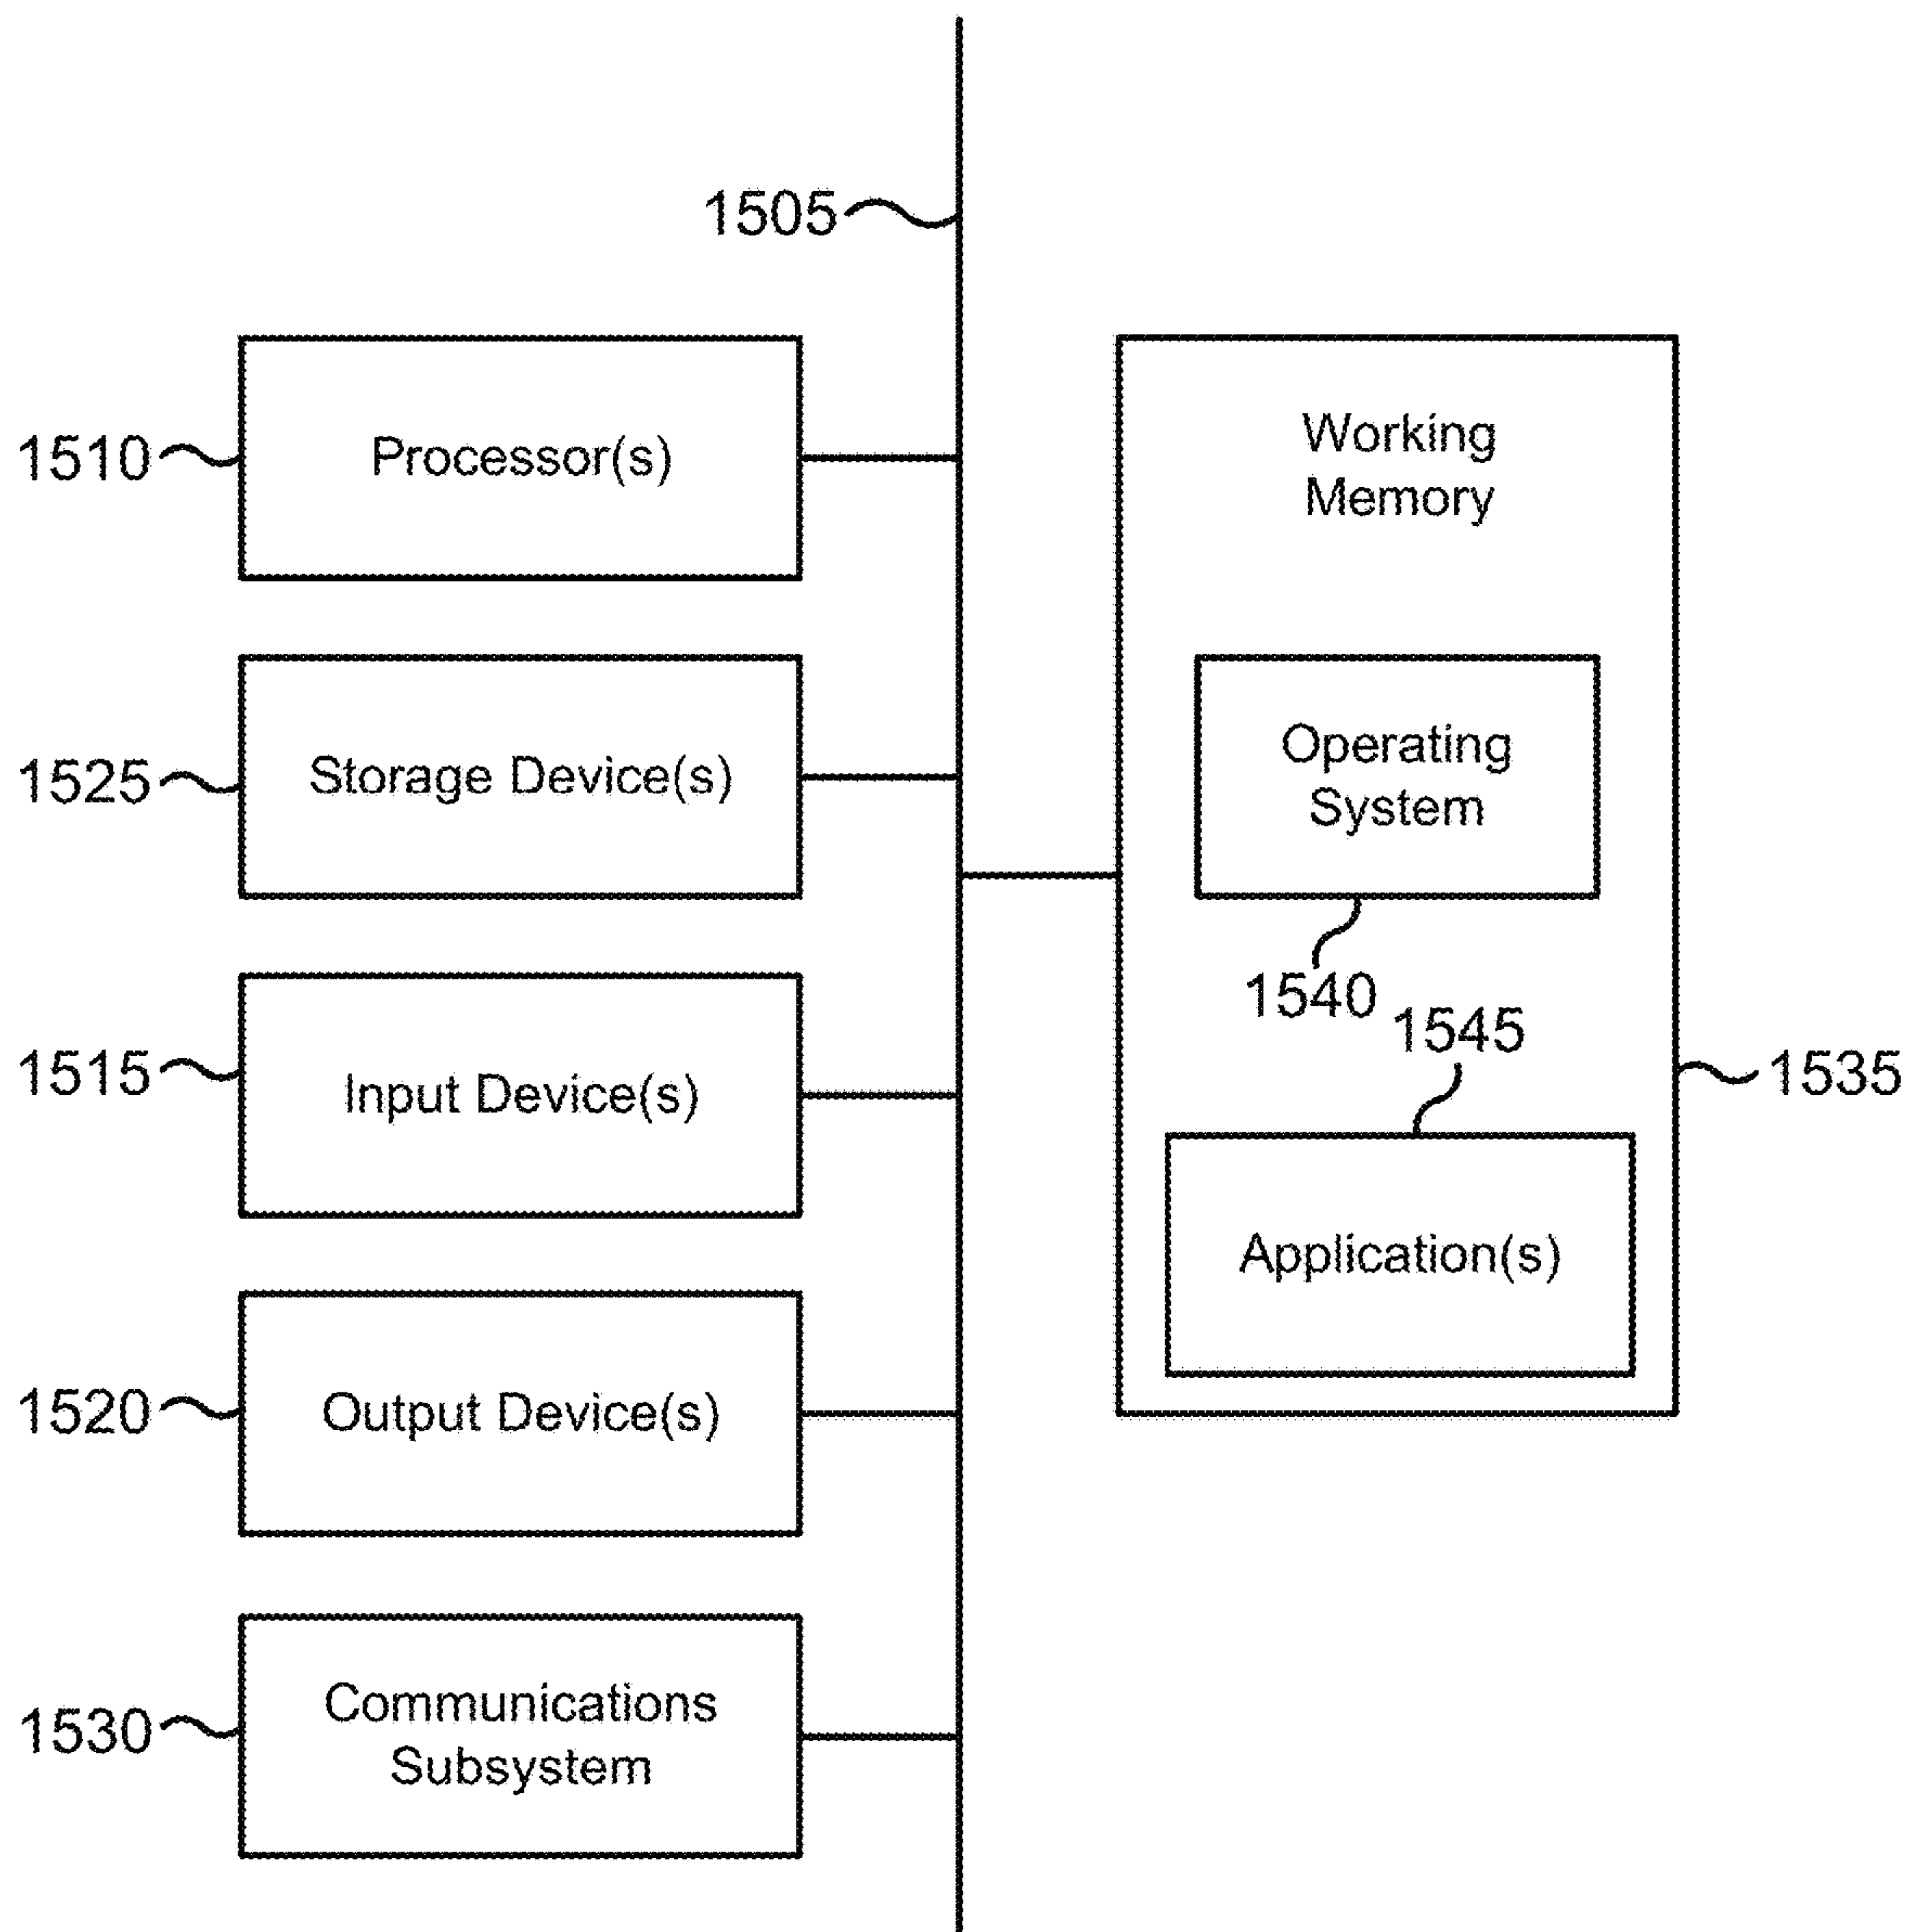 1505
1510
Processor(s)
1525
Storage Device(s)
1515
Input Device(s)
1520
Output Device(s)
1530
Communications
Subsystem
Working
Memory
Operating
System
1540
1545
Application(s)
1535